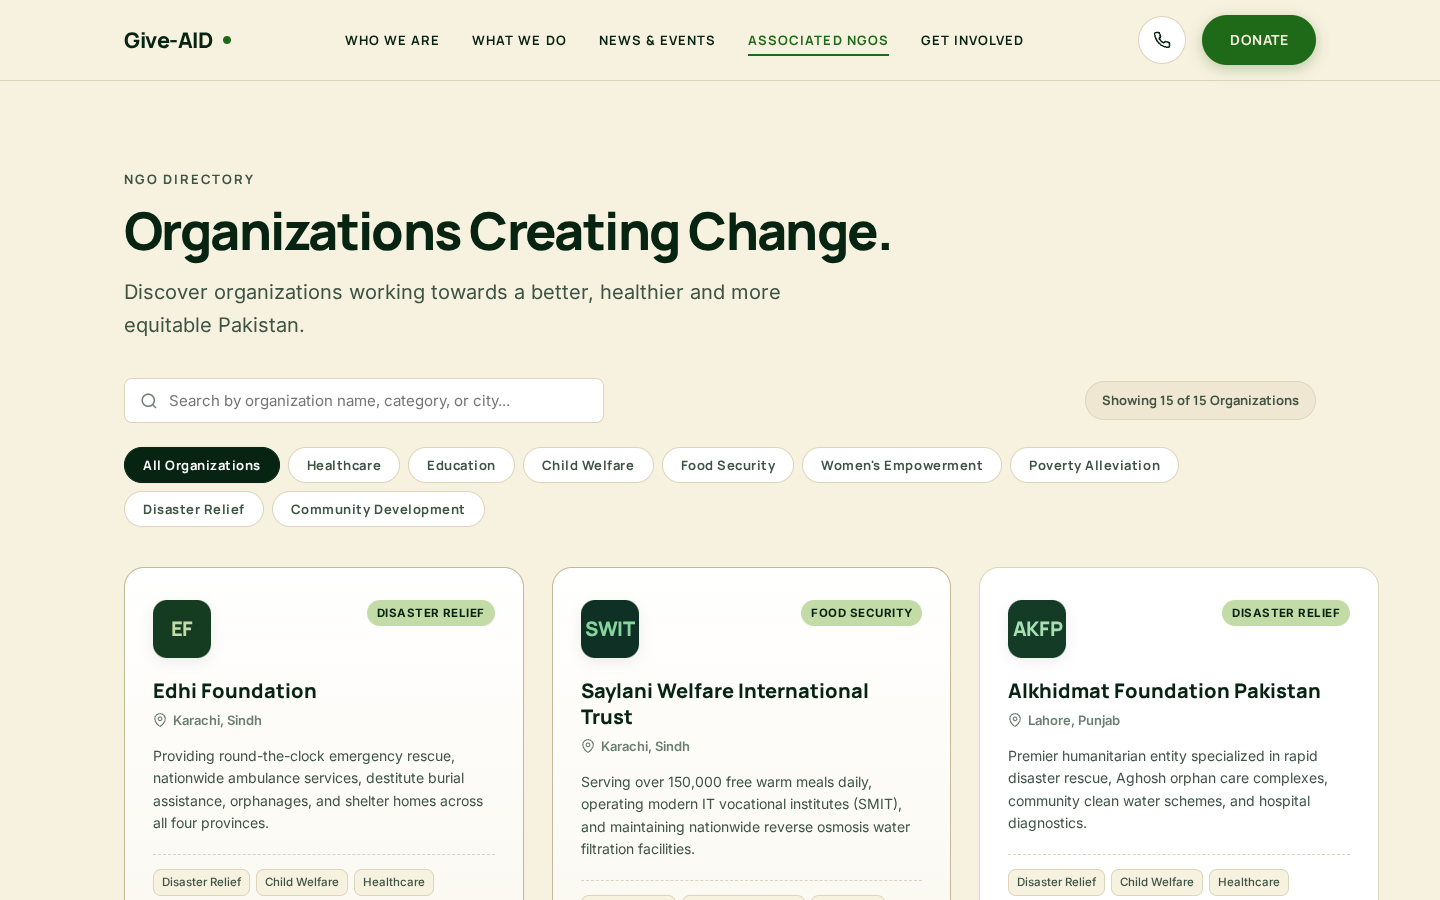 Give-AID
WHO WE ARE
WHAT WE DO
NEWS & EVENTS
ASSOCIATED NGOS
GET INVOLVED
DONATE
NGO DIRECTORY
Organizations Creating Change.
Discover organizations working towards a better, healthier and more
equitable Pakistan.
Search by organization name, category, or city...
Showing 15 of 15 Organizations
All Organizations
Healthcare
Education
Child Welfare
Food Security
Women's Empowerment
Poverty Alleviation
Disaster Relief
Community Development
EF
DISASTER RELIEF
Edhi Foundation
Karachi, Sindh
Providing round-the-clock emergency rescue,
nationwide ambulance services, destitute burial
assistance, orphanages, and shelter homes across
all four provinces.
Disaster Relief
Child Welfare
Healthcare
SWIT
FOOD SECURITY
Saylani Welfare International
Trust
Karachi, Sindh
Serving over 150,000 free warm meals daily,
operating modern IT vocational institutes (SMIT),
and maintaining nationwide reverse osmosis water
filtration facilities.
AKFP
DISASTER RELIEF
Alkhidmat Foundation Pakistan
Lahore, Punjab
Premier humanitarian entity specialized in rapid
disaster rescue, Aghosh orphan care complexes,
community clean water schemes, and hospital
diagnostics.
Disaster Relief
Child Welfare
Healthcare